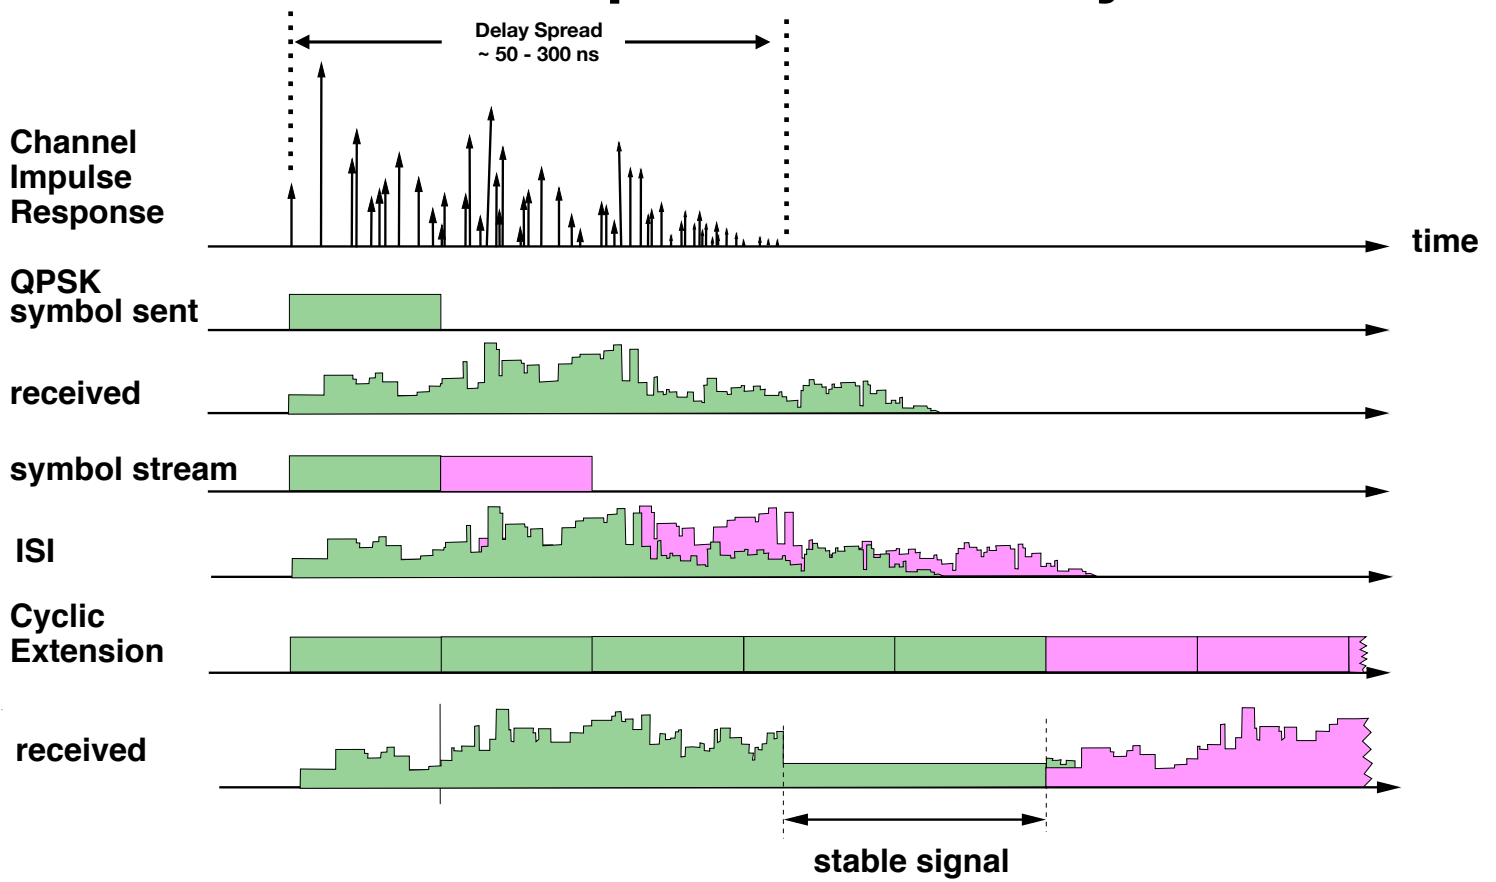 Delay Spread
~ 50 - 300 ns
Channel
Impulse
Response
time
QPSK
symbol sent
received
symbol stream
ISI
Cyclic
Extension
received
stable signal